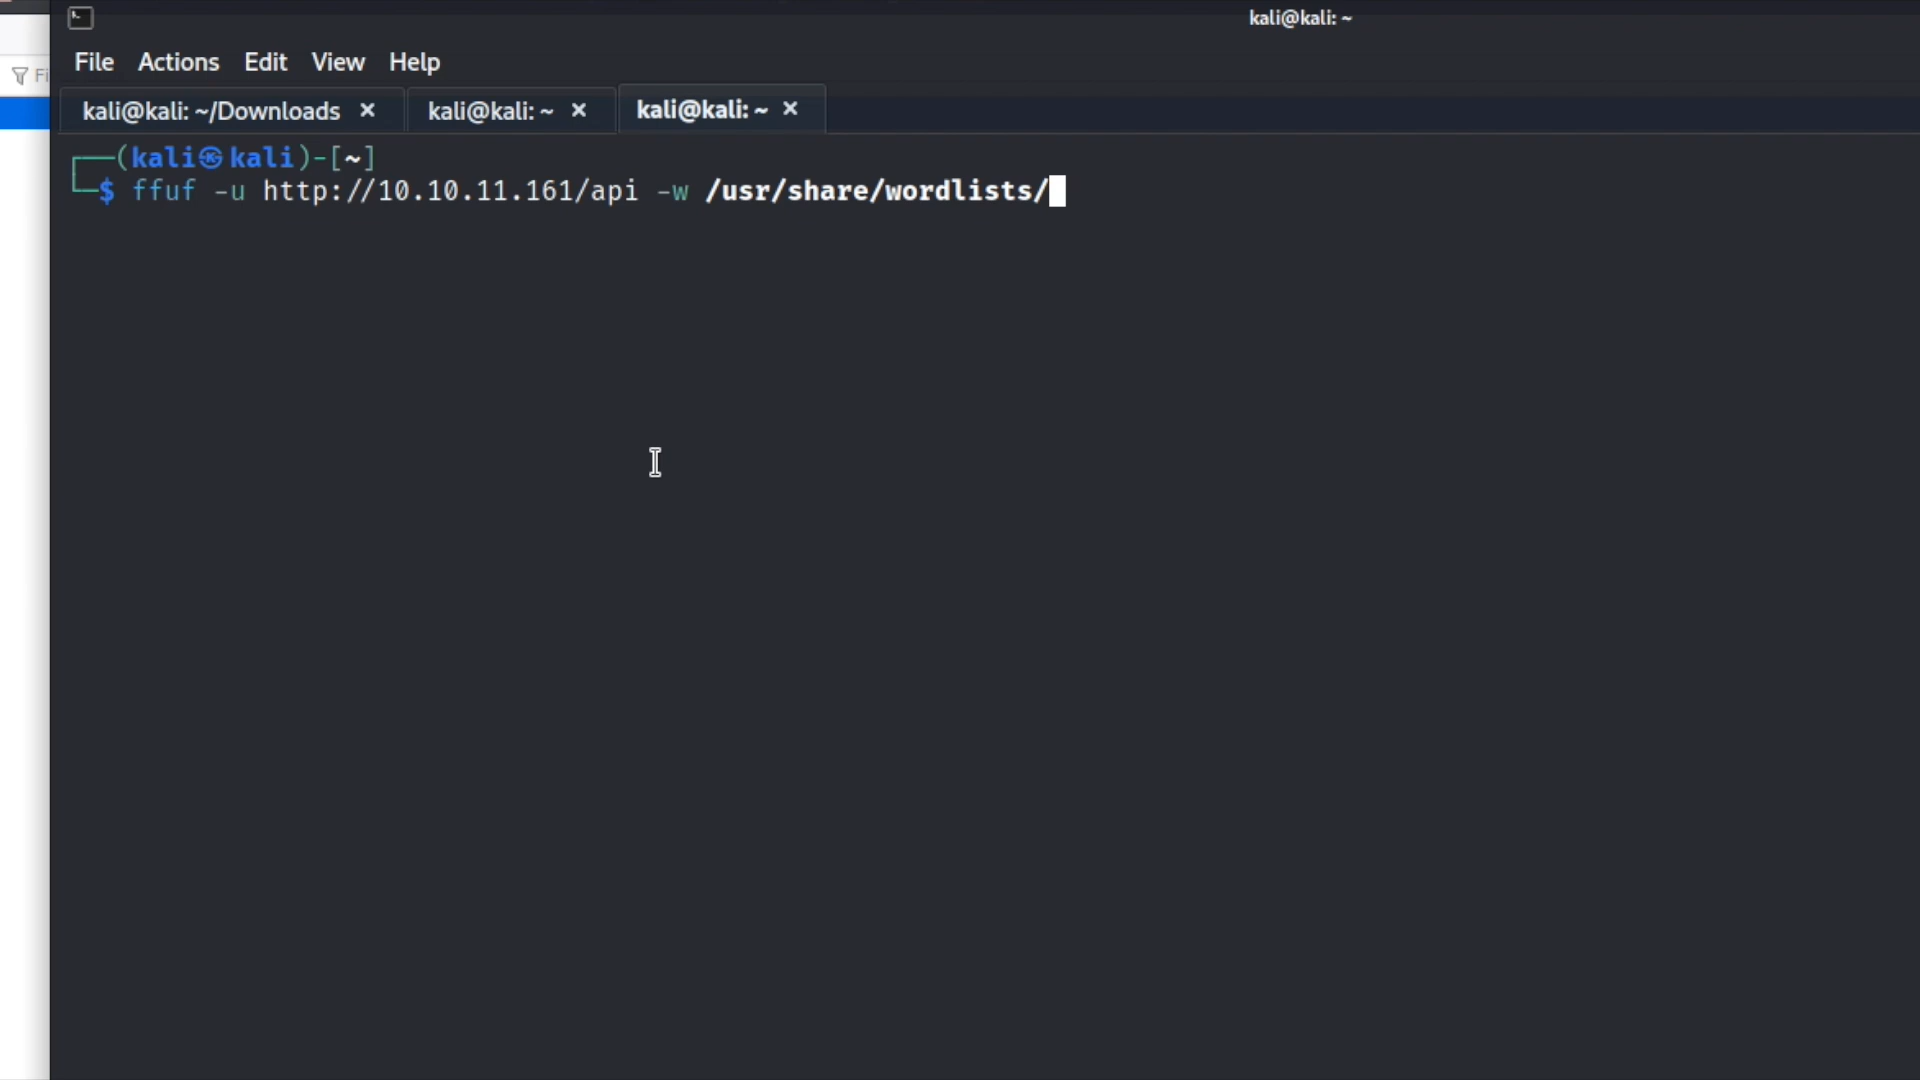 kali@kali: ~
File Actions Edit View Help
Fi
kali@kali: ~/Downloads × kali@kali: ~ × kali@kali: ~ ×
┌──(kali㉿kali)-[~]
└─$ ffuf -u http://10.10.11.161/api -w /usr/share/wordlists/